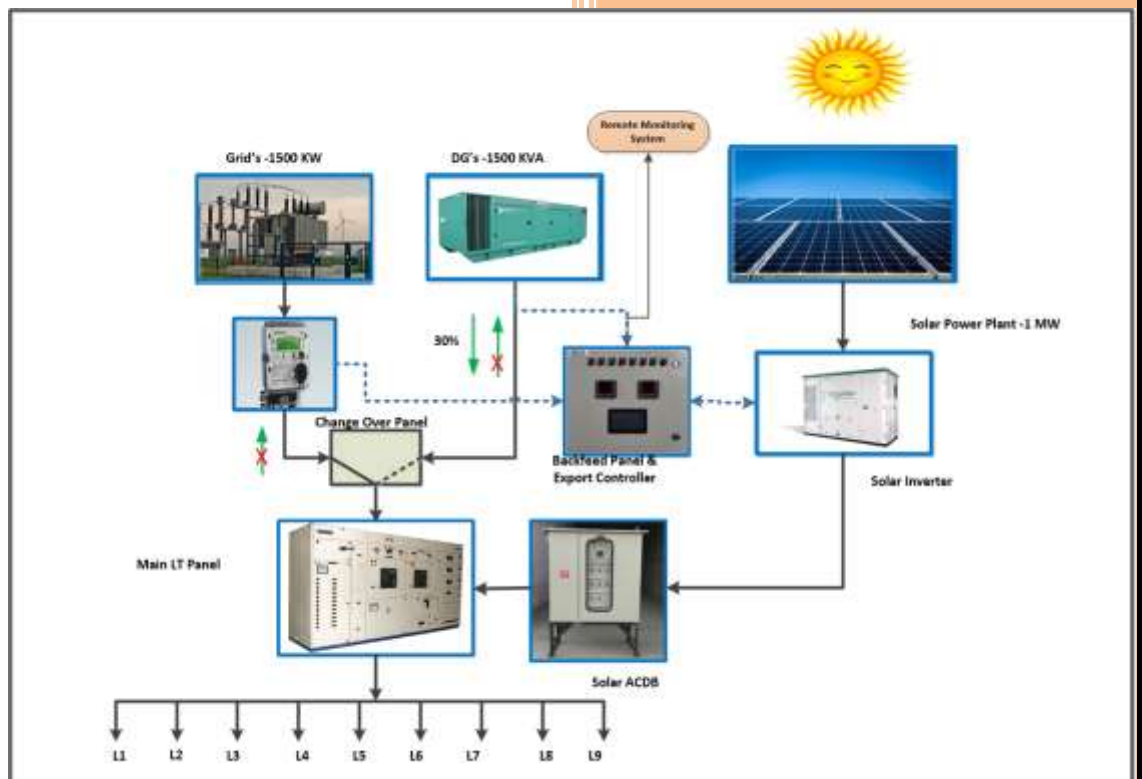 Remote Monitoring
System
Grid's -1500 KW
DG's -1500 KVA
30%
Solar Power Plant -1 MW
Change Over Panel
Backfeed Panel &
Export Controller
Solar Inverter
Main LT Panel
Solar ACDB
L1 L2 L3 L4 L5 L6 L7 L8 L9